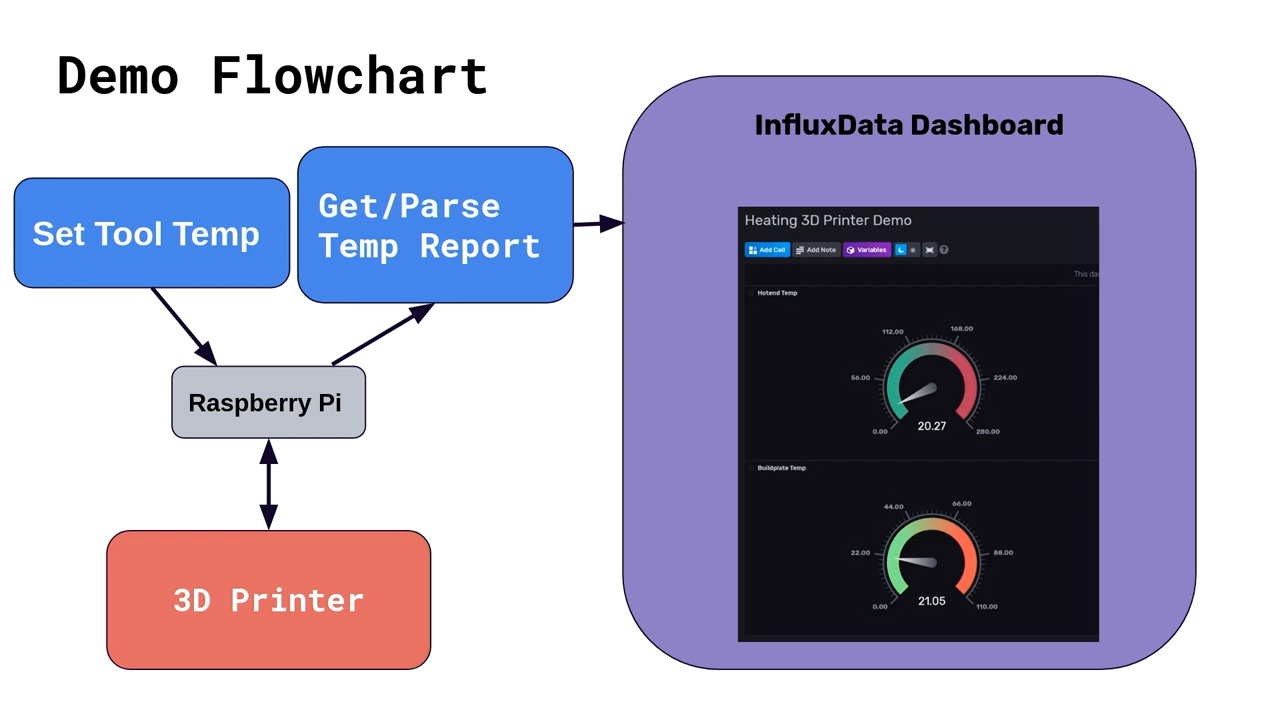 Demo Flowchart
Set Tool Temp
Get/Parse
Temp Report
Raspberry Pi
3D Printer
InfluxData Dashboard
Heating 3D Printer Demo
Add Cell
Add Note
Variables
?
This da
Hotend Temp
112.00
168.00
56.00
224.00
0.00
20.27
280.00
Buildplate Temp
44.00
66.00
22.00
88.00
0.00
21.05
110.00